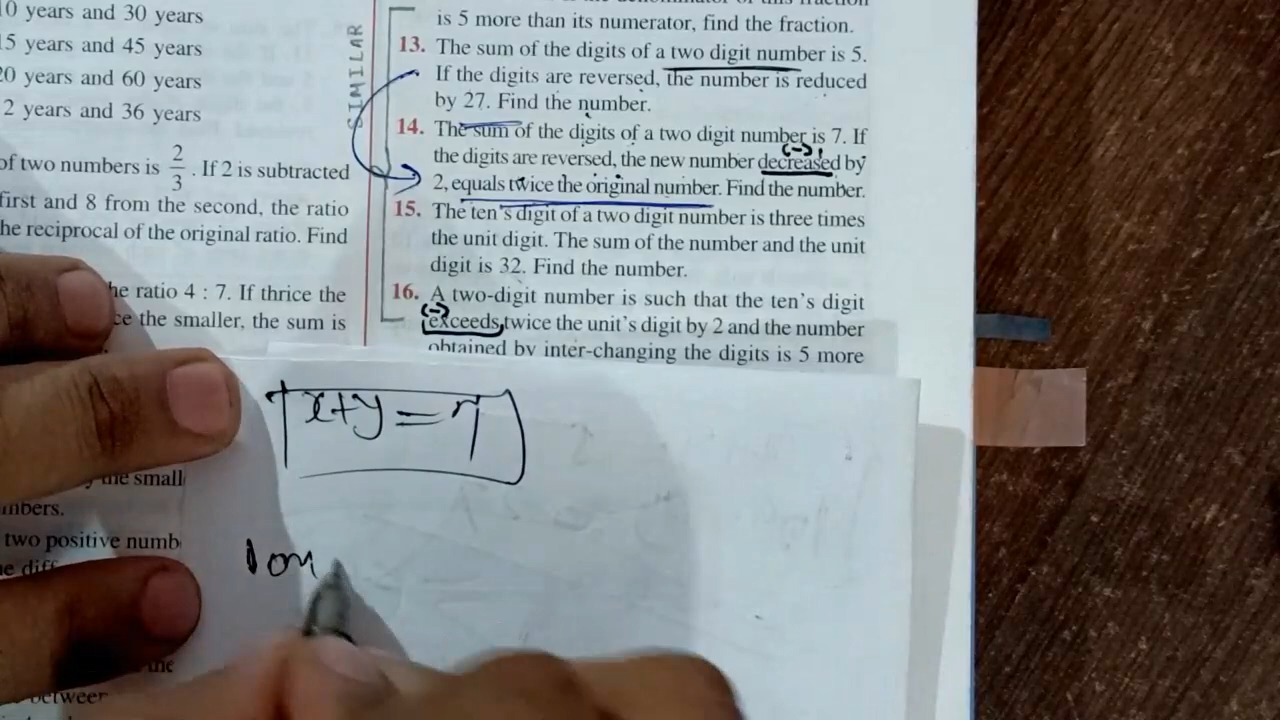 0 years and 30 years
5 years and 45 years
20 years and 60 years
2 years and 36 years
of two numbers is 2/3. If 2 is subtracted
first and 8 from the second, the ratio
he reciprocal of the original ratio. Find
he ratio 4 : 7. If thrice the
ce the smaller, the sum is
the small
mbers.
two positive numb
e diff
the
between
SIMILAR
is 5 more than its numerator, find the fraction.
13. The sum of the digits of a two digit number is 5.
If the digits are reversed, the number is reduced
by 27. Find the number.
14. The sum of the digits of a two digit number is 7. If
the digits are reversed, the new number decreased by
2, equals twice the original number. Find the number.
15. The ten's digit of a two digit number is three times
the unit digit. The sum of the number and the unit
digit is 32. Find the number.
16. A two-digit number is such that the ten's digit
exceeds twice the unit's digit by 2 and the number
obtained by inter-changing the digits is 5 more
(-)
(-)
x+y=7